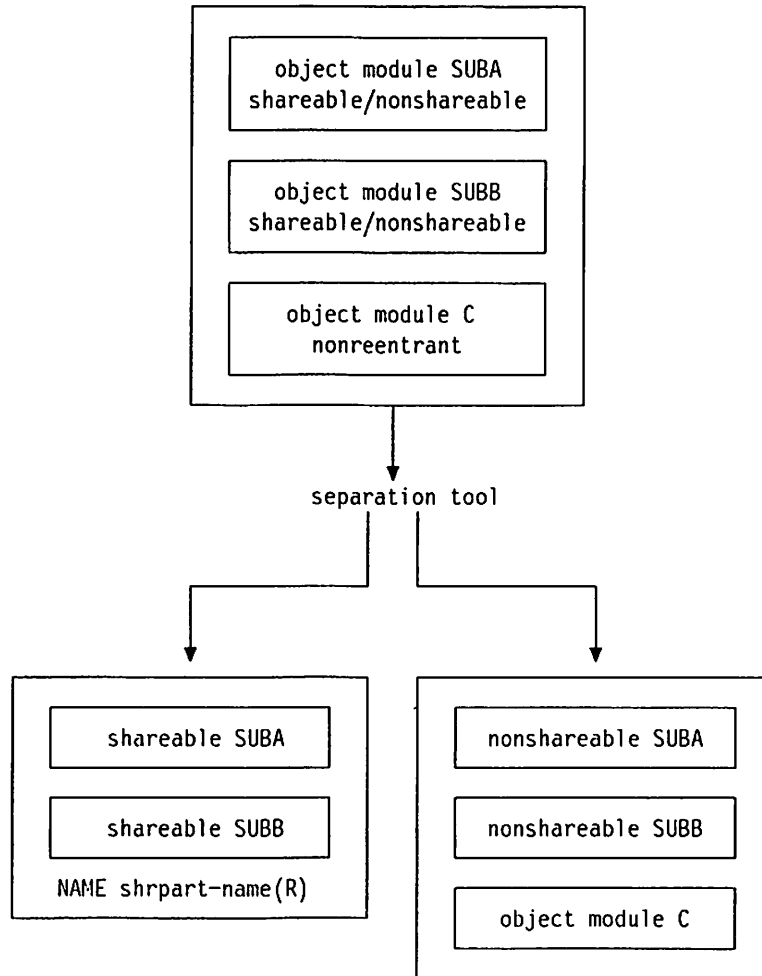 object module SUBA
shareable/nonshareable
object module SUBB
shareable/nonshareable
object module C
nonreentrant
separation tool
shareable SUBA
shareable SUBB
NAME shrpart-name(R)
nonshareable SUBA
nonshareable SUBB
object module C